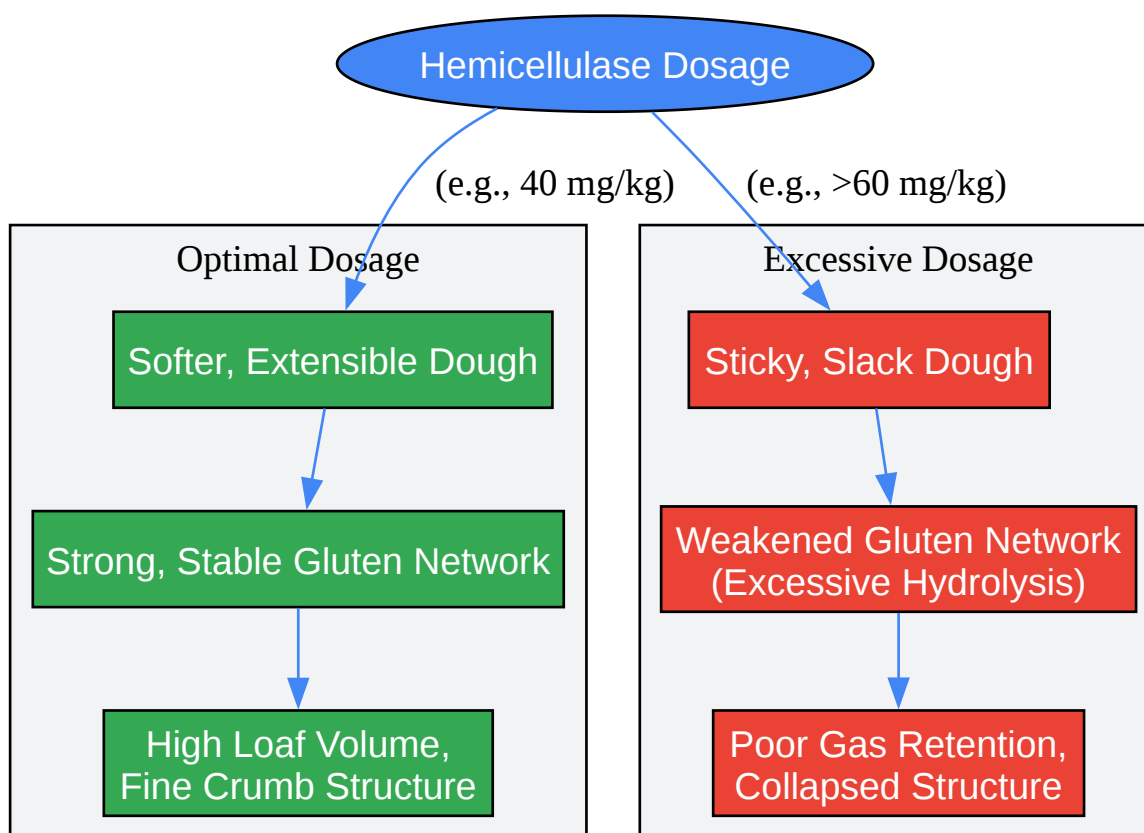 Hemicellulase Dosage
(e.g., 40 mg/kg)
(e.g., >60 mg/kg)
Optimal Dosage
Softer, Extensible Dough
Strong, Stable Gluten Network
High Loaf Volume,
Fine Crumb Structure
Excessive Dosage
Sticky, Slack Dough
Weakened Gluten Network
(Excessive Hydrolysis)
Poor Gas Retention,
Collapsed Structure